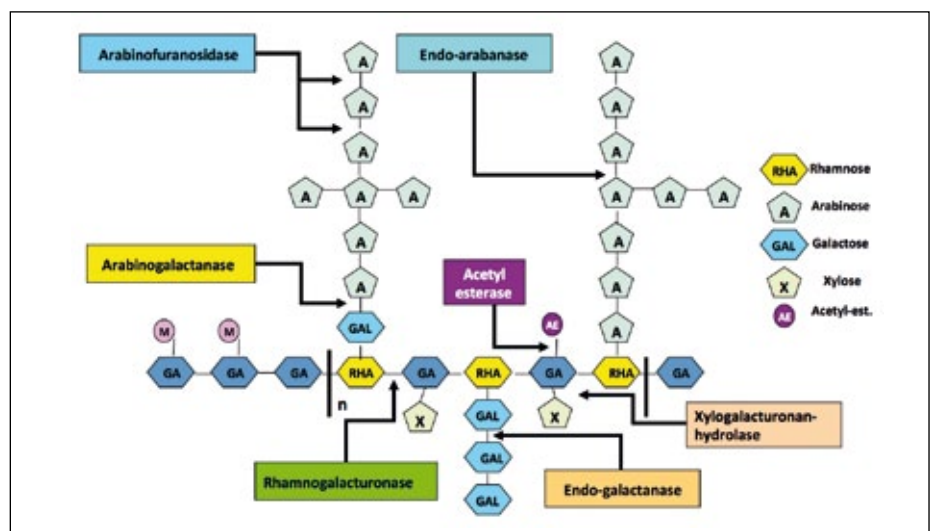 Arabinofuranosidase
Endo-arabanase
A
A
A
A
A
A
A A A
A A A
A
A
A
A
RHA Rhamnose
A Arabinose
GAL Galactose
X Xylose
AE Acetyl-est.
Arabinogalactanase
Acetyl
esterase
GAL
A
M
M
AE
GA GA GA RHA GA RHA GA RHA GA
n
X
X
GAL
GAL
GAL
Xylogalacturonan-
hydrolase
Rhamnogalacturonase
Endo-galactanase